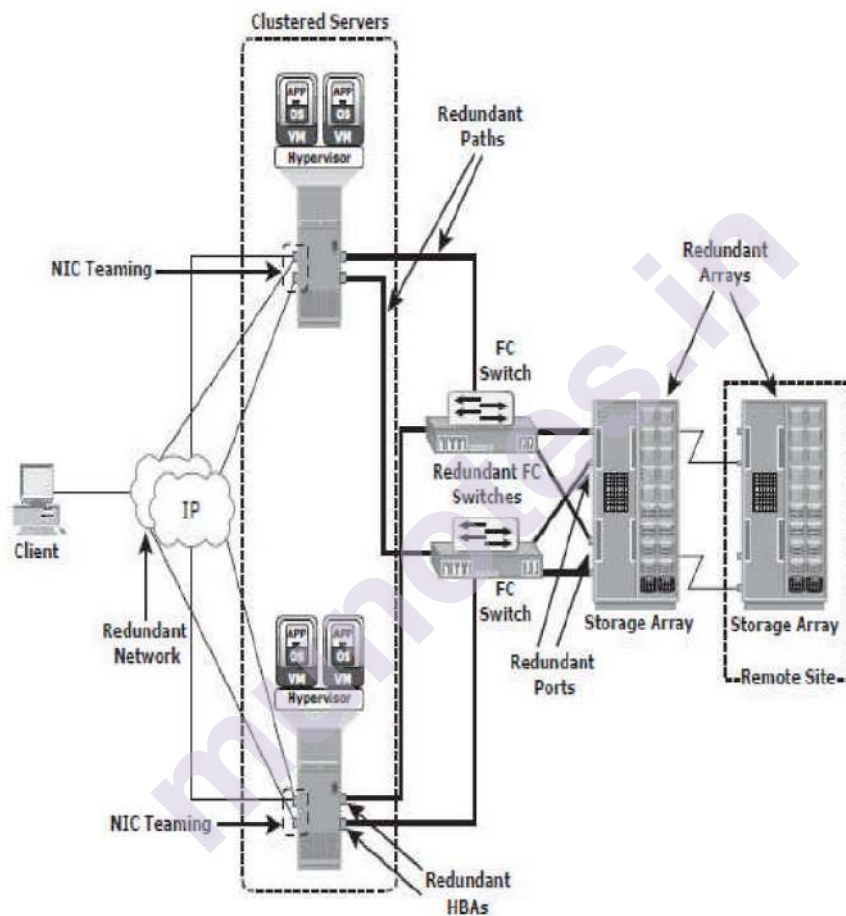 Clustered Servers
APP
OS
VM
APP
OS
VM
Hypervisor
Redundant
Paths
NIC Teaming
Redundant
Arrays
FC
Switch
Redundant FC
Switches
IP
Client
FC
Switch
Storage Array
Storage Array
Redundant
Network
APP
OS
VM
APP
OS
VM
Hypervisor
Redundant
Ports
Remote Site
NIC Teaming
Redundant
HBAs
munotes.in